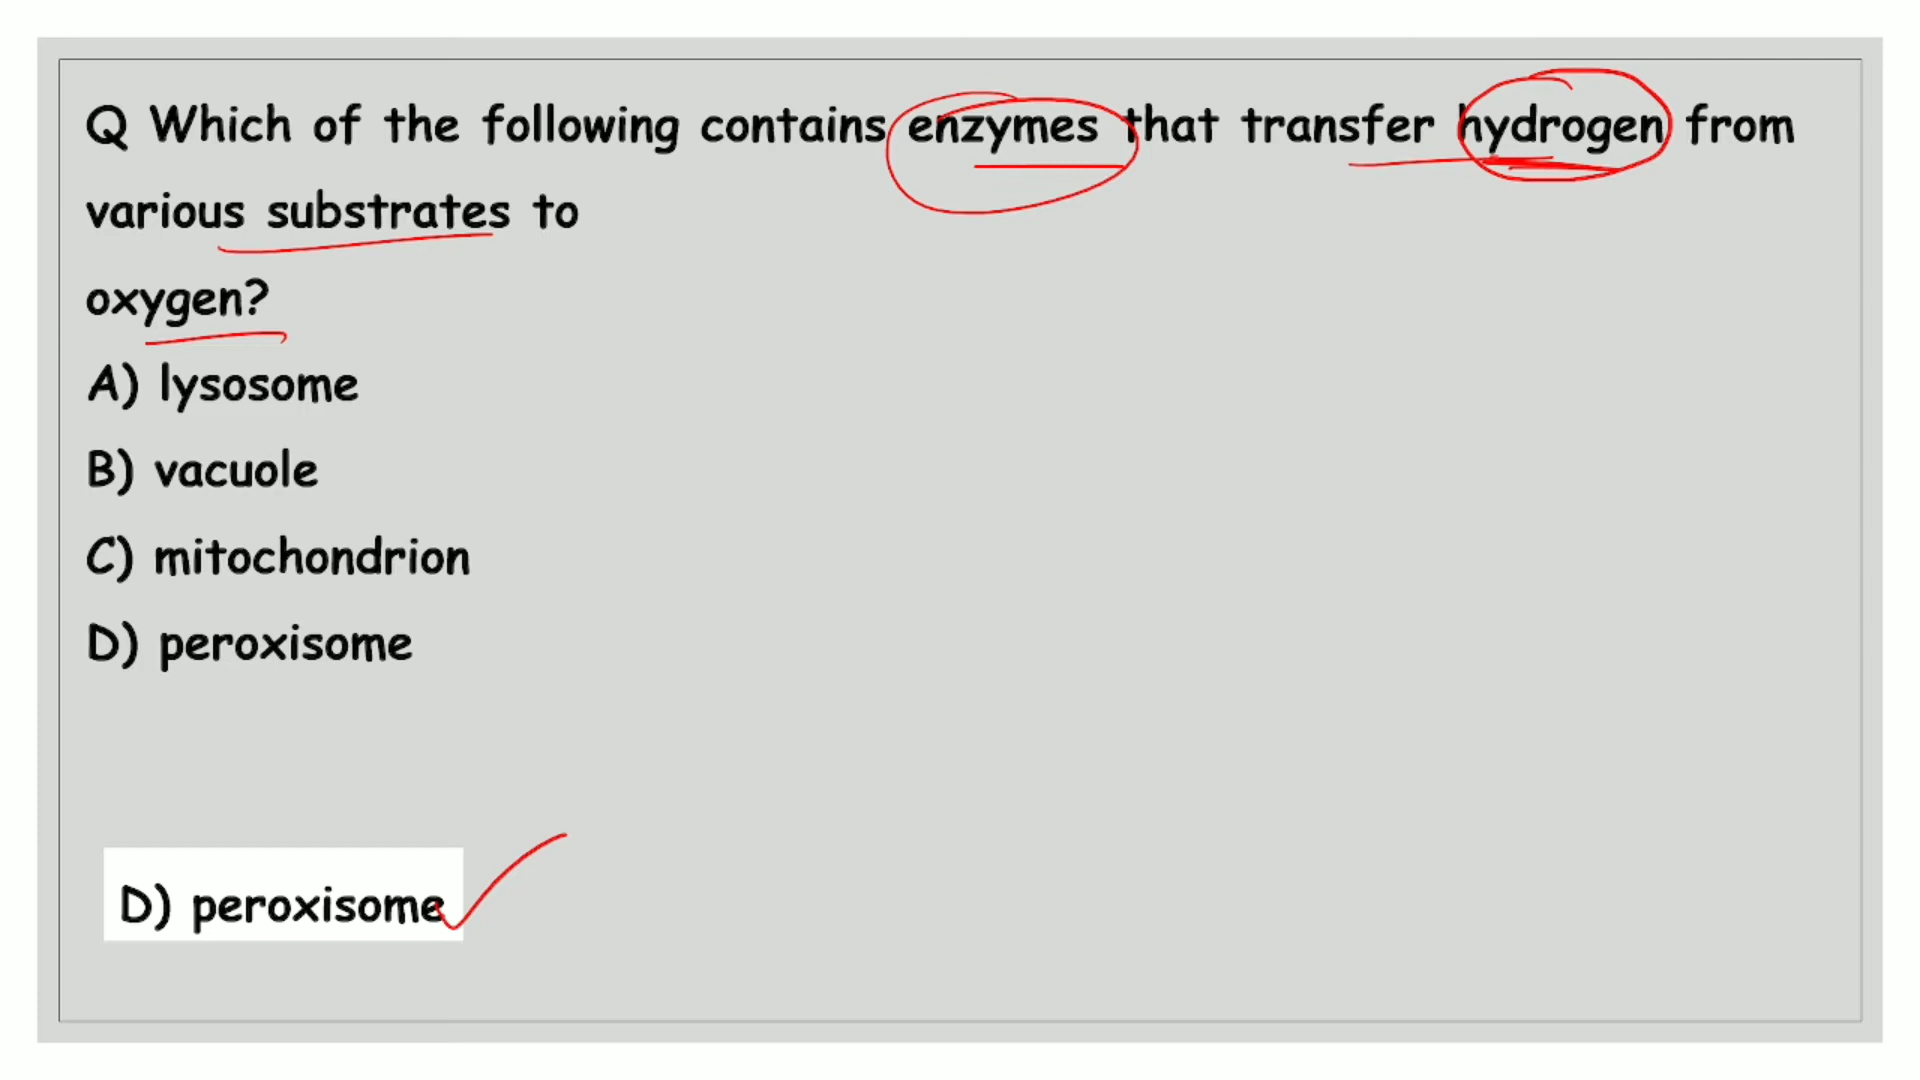 Q Which of the following contains enzymes that transfer hydrogen from
various substrates to
oxygen?
A) lysosome
B) vacuole
C) mitochondrion
D) peroxisome
D) peroxisome